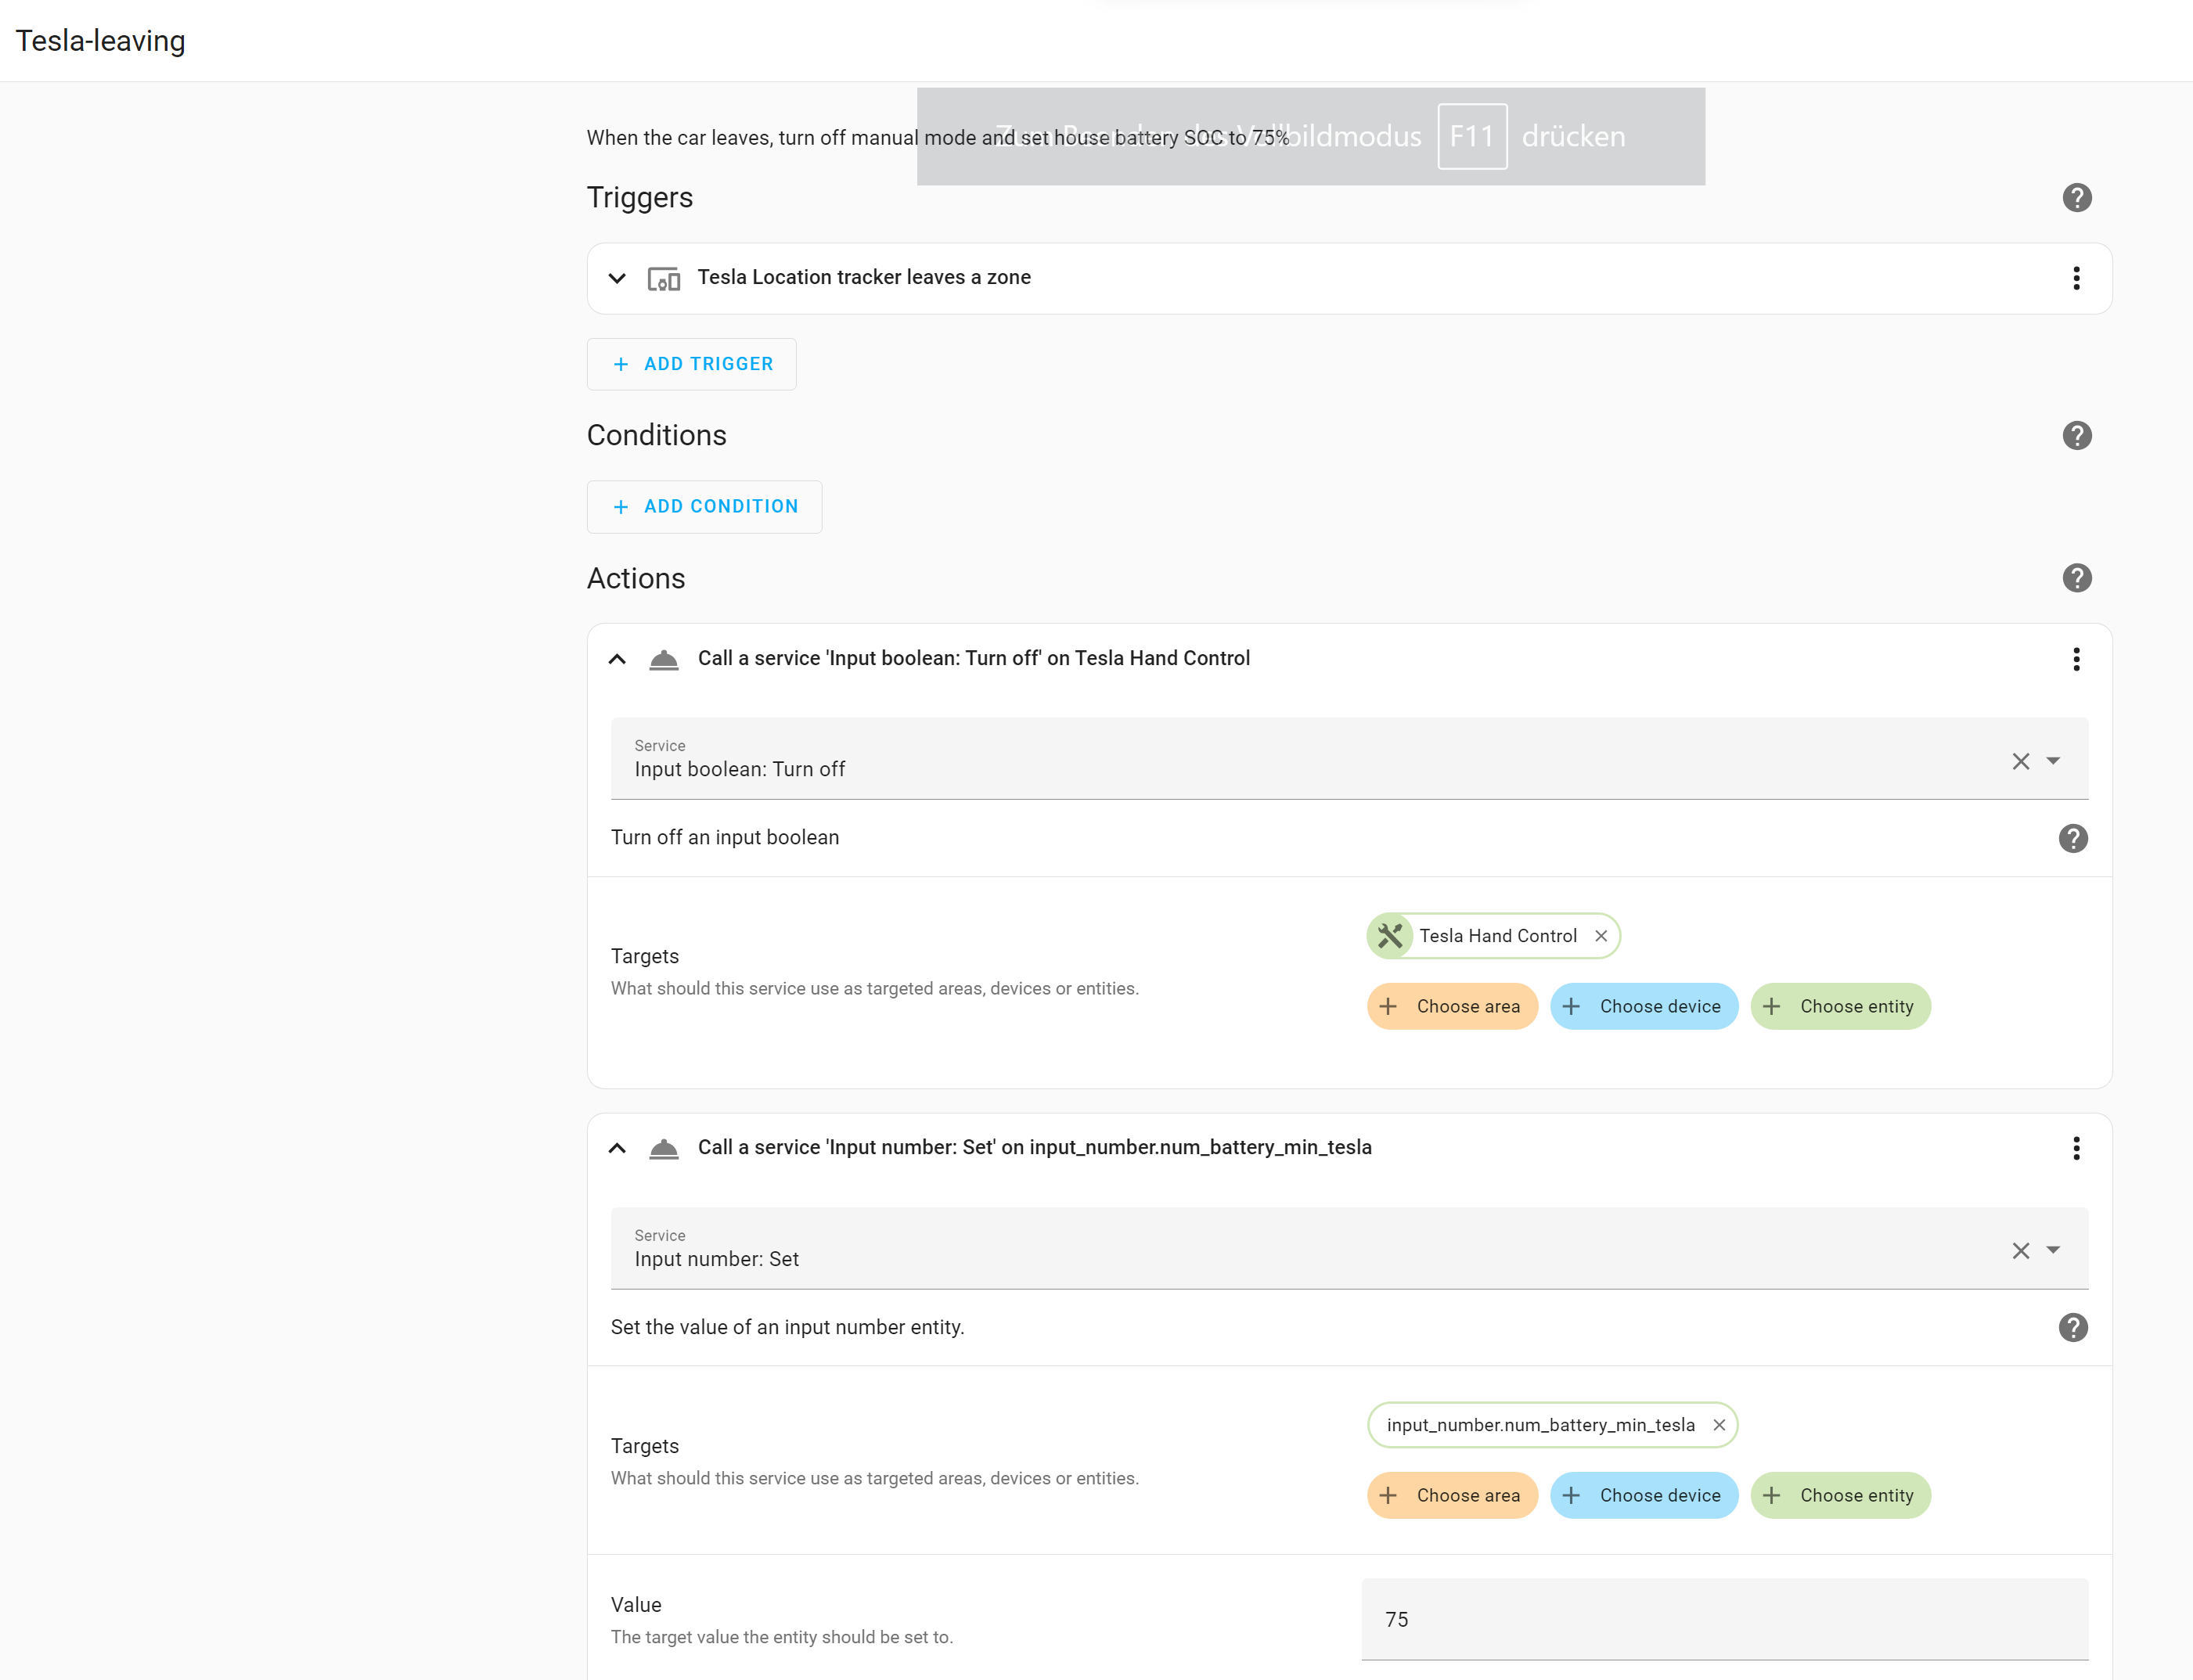 Tesla-leaving
When the car leaves, turn off manual mode and set house battery SOC to 75%
Zum Beenden des Vollbildmodus F11 drücken
Triggers
Tesla Location tracker leaves a zone
ADD TRIGGER
Conditions
ADD CONDITION
Actions
Call a service 'Input boolean: Turn off' on Tesla Hand Control
Service
Input boolean: Turn off
Turn off an input boolean
Tesla Hand Control
Targets
What should this service use as targeted areas, devices or entities.
Choose area Choose device Choose entity
Call a service 'Input number: Set' on input_number.num_battery_min_tesla
Service
Input number: Set
Set the value of an input number entity.
input_number.num_battery_min_tesla
Targets
What should this service use as targeted areas, devices or entities.
Choose area Choose device Choose entity
Value
The target value the entity should be set to.
75